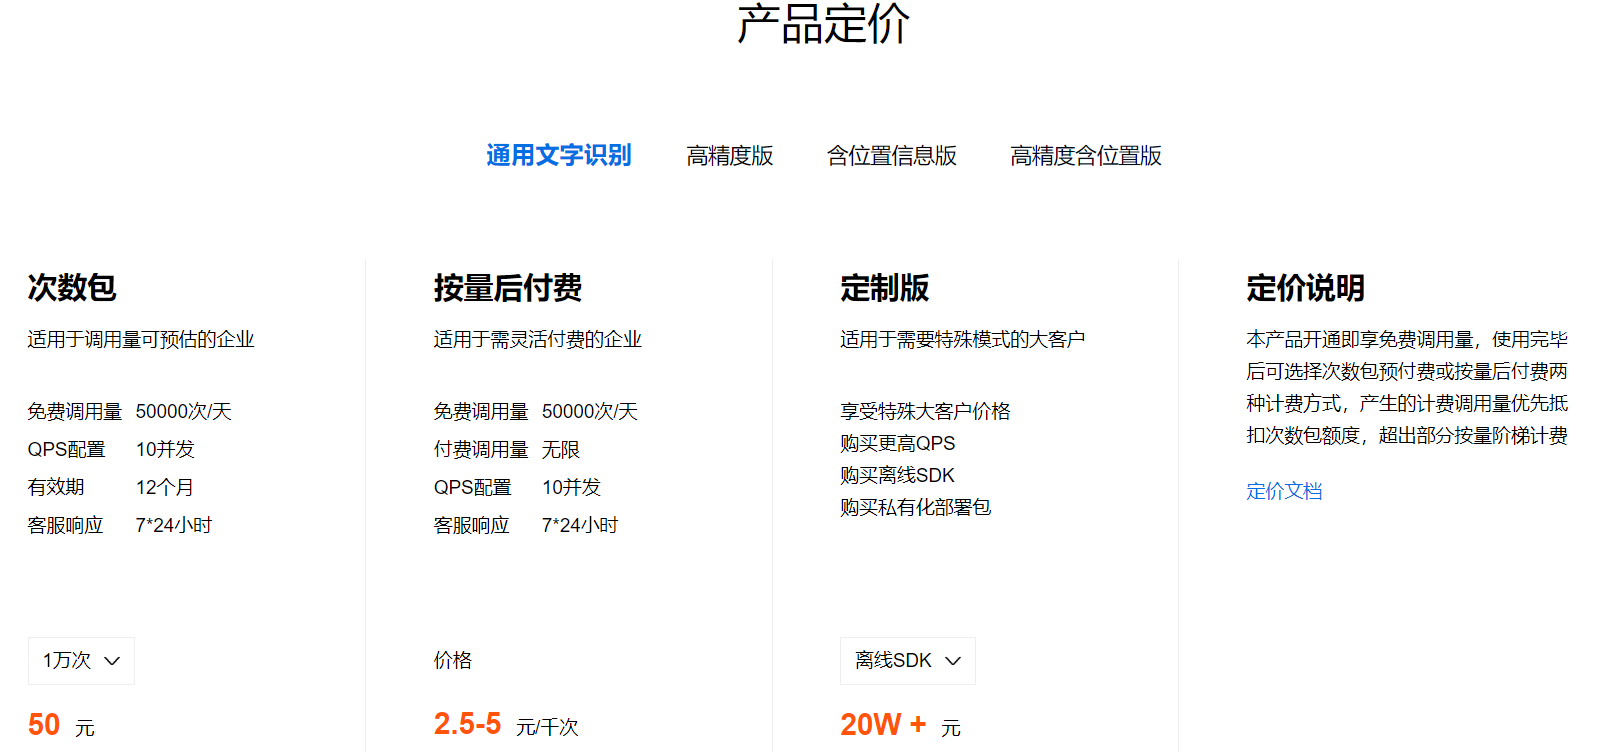 产品定价
通用文字识别 高精度版 含位置信息版 高精度含位置版
次数包
适用于调用量可预估的企业
免费调用量 50000次/天
QPS配置 10并发
有效期 12个月
客服响应 7*24小时
1万次
50 元
按量后付费
适用于需灵活付费的企业
免费调用量 50000次/天
付费调用量 无限
QPS配置 10并发
客服响应 7*24小时
价格
2.5-5 元/千次
定制版
适用于需要特殊模式的大客户
享受特殊大客户价格
购买更高QPS
购买离线SDK
购买私有化部署包
离线SDK
20W + 元
定价说明
本产品开通即享免费调用量，使用完毕
后可选择次数包预付费或按量后付费两
种计费方式，产生的计费调用量优先抵
扣次数包额度，超出部分按量阶梯计费
定价文档